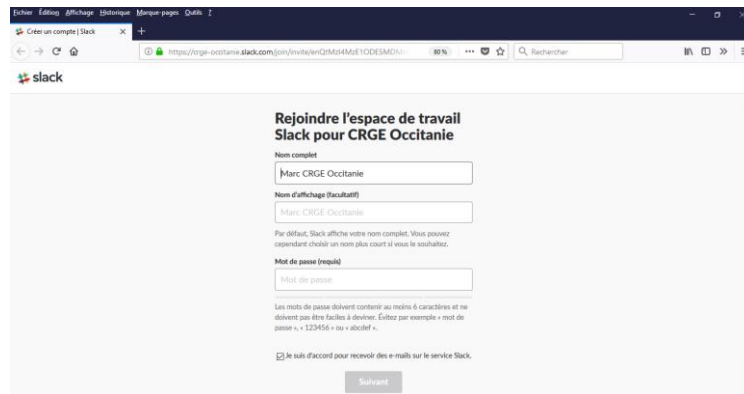 Fichier Édition Affichage Historique Marque-pages Outils ?
Créer un compte | Slack
https://crge-occitanie.slack.com/join/invite/
80 %
Rechercher
slack
Rejoindre l'espace de travail
Slack pour CRGE Occitanie
Nom complet
Marc CRGE Occitanie
Nom d'affichage (facultatif)
Marc CRGE Occitanie
Par défaut, Slack affiche votre nom complet. Vous pouvez
cependant choisir un nom plus court si vous le souhaitez.
Mot de passe (requis)
Mot de passe
Les mots de passe doivent contenir au moins 6 caractères et ne
doivent pas être faciles à deviner. Évitez par exemple « mot de
passe », « 123456 » ou « abcdef ».
Je suis d'accord pour recevoir des e-mails sur le service Slack.
Suivant